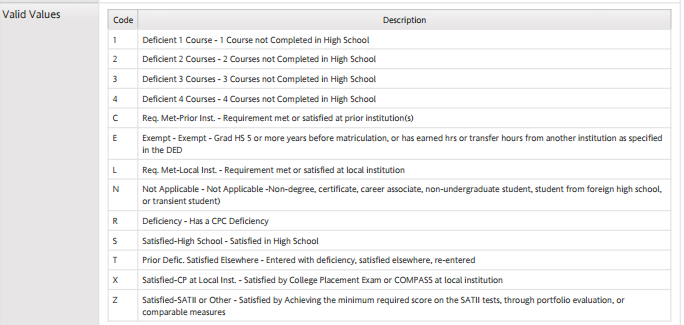 Valid Values
Code Description
1 Deficient 1 Course - 1 Course not Completed in High School
2 Deficient 2 Courses - 2 Courses not Completed in High School
3 Deficient 3 Courses - 3 Courses not Completed in High School
4 Deficient 4 Courses - 4 Courses not Completed in High School
C Req. Met-Prior Inst. - Requirement met or satisfied at prior institution(s)
E Exempt - Exempt - Grad HS 5 or more years before matriculation, or has earned hrs or transfer hours from another institution as specified
in the DED
L Req. Met-Local Inst. - Requirement met or satisfied at local institution
N Not Applicable - Not Applicable -Non-degree, certificate, career associate, non-undergraduate student, student from foreign high school,
or transient student)
R Deficiency - Has a CPC Deficiency
S Satisfied-High School - Satisfied in High School
T Prior Defic. Satisfied Elsewhere - Entered with deficiency, satisfied elsewhere, re-entered
X Satisfied-CP at Local Inst. - Satisfied by College Placement Exam or COMPASS at local institution
Z Satisfied-SATII or Other - Satisfied by Achieving the minimum required score on the SATII tests, through portfolio evaluation, or
comparable measures